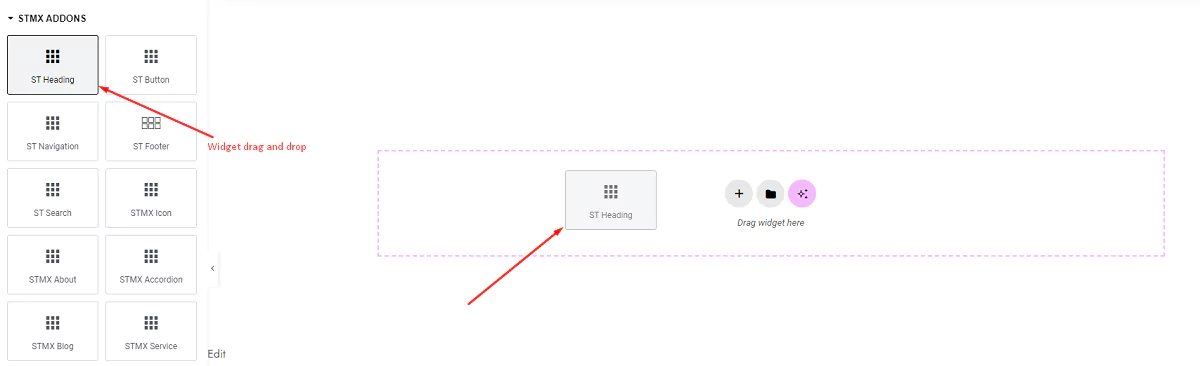 STMX ADDONS
ST Heading
ST Button
ST Navigation
ST Footer
Widget drag and drop
ST Search
STMX Icon
ST Heading
Drag widget here
STMX About
STMX Accordion
STMX Blog
STMX Service
Edit